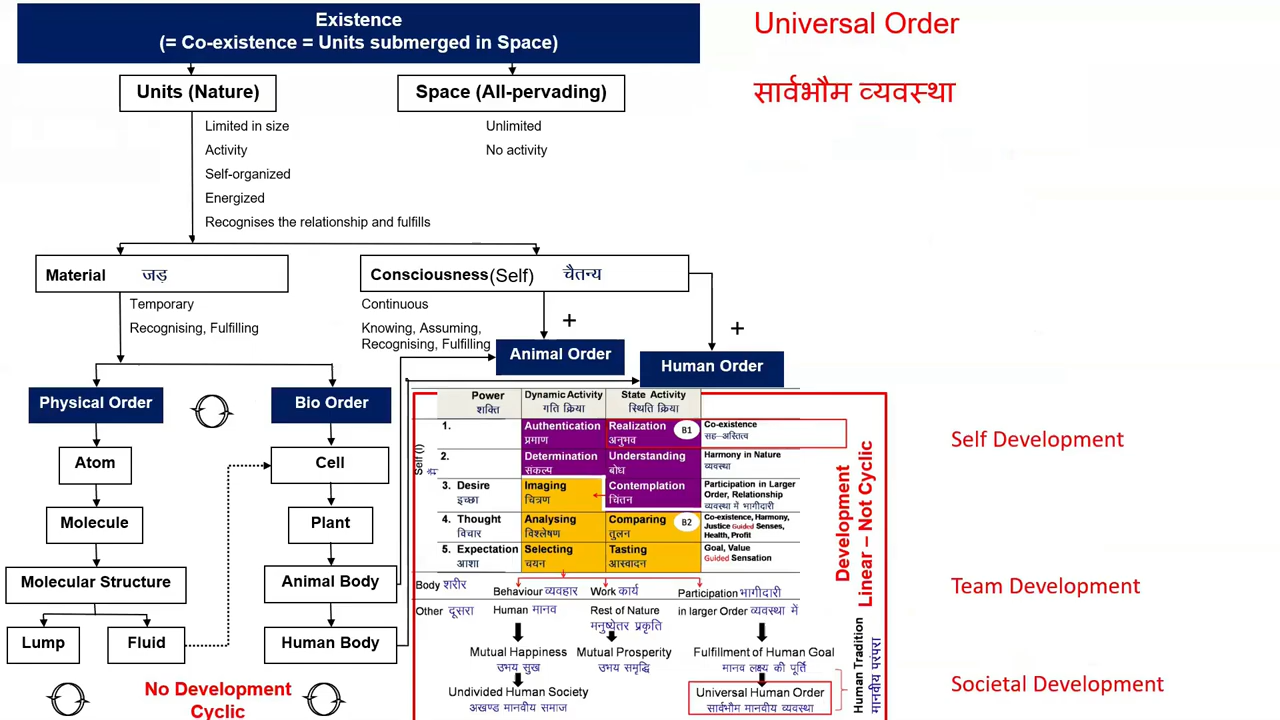 Existence
(= Co-existence = Units submerged in Space)
Universal Order
सार्वभौम व्यवस्था
Units (Nature)
Space (All-pervading)
Limited in size
Activity
Self-organized
Energized
Recognises the relationship and fulfills
Unlimited
No activity
Material जड़
Consciousness(Self) चैतन्य
Temporary
Recognising, Fulfilling
Continuous
Knowing, Assuming,
Recognising, Fulfilling
+
+
Animal Order
Human Order
Physical Order
Bio Order
Atom
Molecule
Molecular Structure
Lump
Fluid
Cell
Plant
Animal Body
Human Body
No Development
Cyclic
Power
शक्ति
Dynamic Activity
गति क्रिया
State Activity
स्थिति क्रिया
Self (I)
1.
Authentication
प्रमाण
Realization
अनुभव
B1
Co-existence
सह-अस्तित्व
2.
Determination
संकल्प
Understanding
बोध
Harmony in Nature
व्यवस्था
3. Desire
इच्छा
Imaging
चित्रण
Contemplation
चिंतन
Participation in Larger
Order, Relationship
व्यवस्था में भागीदारी
4. Thought
विचार
Analysing
विश्लेषण
Comparing
तुलन
B2
Co-existence, Harmony,
Justice Guided Senses,
Health, Profit
5. Expectation
आशा
Selecting
चयन
Tasting
आस्वादन
Goal, Value
Guided Sensation
Body शरीर
Behaviour व्यवहार
Work कार्य
Participation भागीदारी
Other दूसरा
Human मानव
Rest of Nature
मनुष्येतर प्रकृति
in larger Order व्यवस्था में
Mutual Happiness
उभय सुख
Mutual Prosperity
उभय समृद्धि
Fulfillment of Human Goal
मानव लक्ष्य की पूर्ति
Undivided Human Society
अखण्ड मानवीय समाज
Universal Human Order
सार्वभौम मानवीय व्यवस्था
Development
Linear – Not Cyclic
Human Tradition
मानवीय परंपरा
Self Development
Team Development
Societal Development